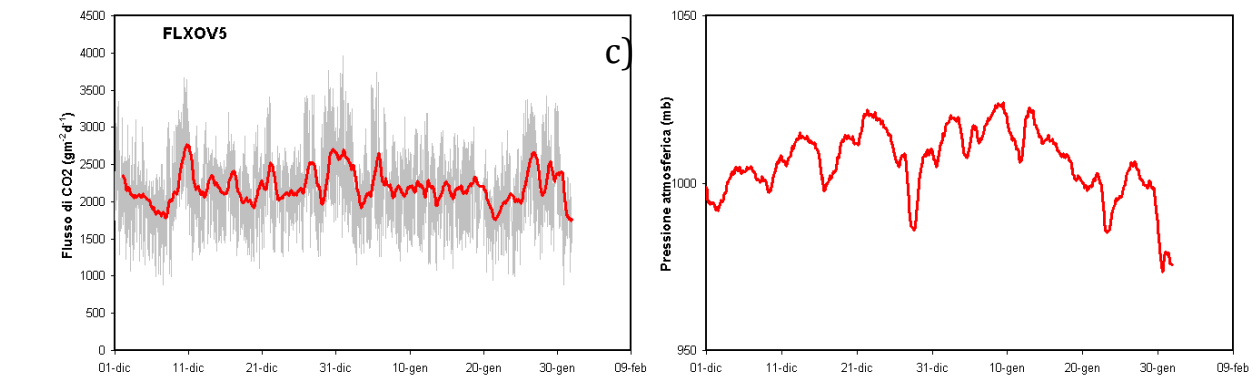 FLXOV5
Flusso di CO2 (gm⁻²d⁻¹)
4500
4000
3500
3000
2500
2000
1500
1000
500
0
01-dic 11-dic 21-dic 31-dic 10-gen 20-gen 30-gen 09-feb
c)
Pressione atmosferica (mb)
1050
1000
950
01-dic 11-dic 21-dic 31-dic 10-gen 20-gen 30-gen 09-feb